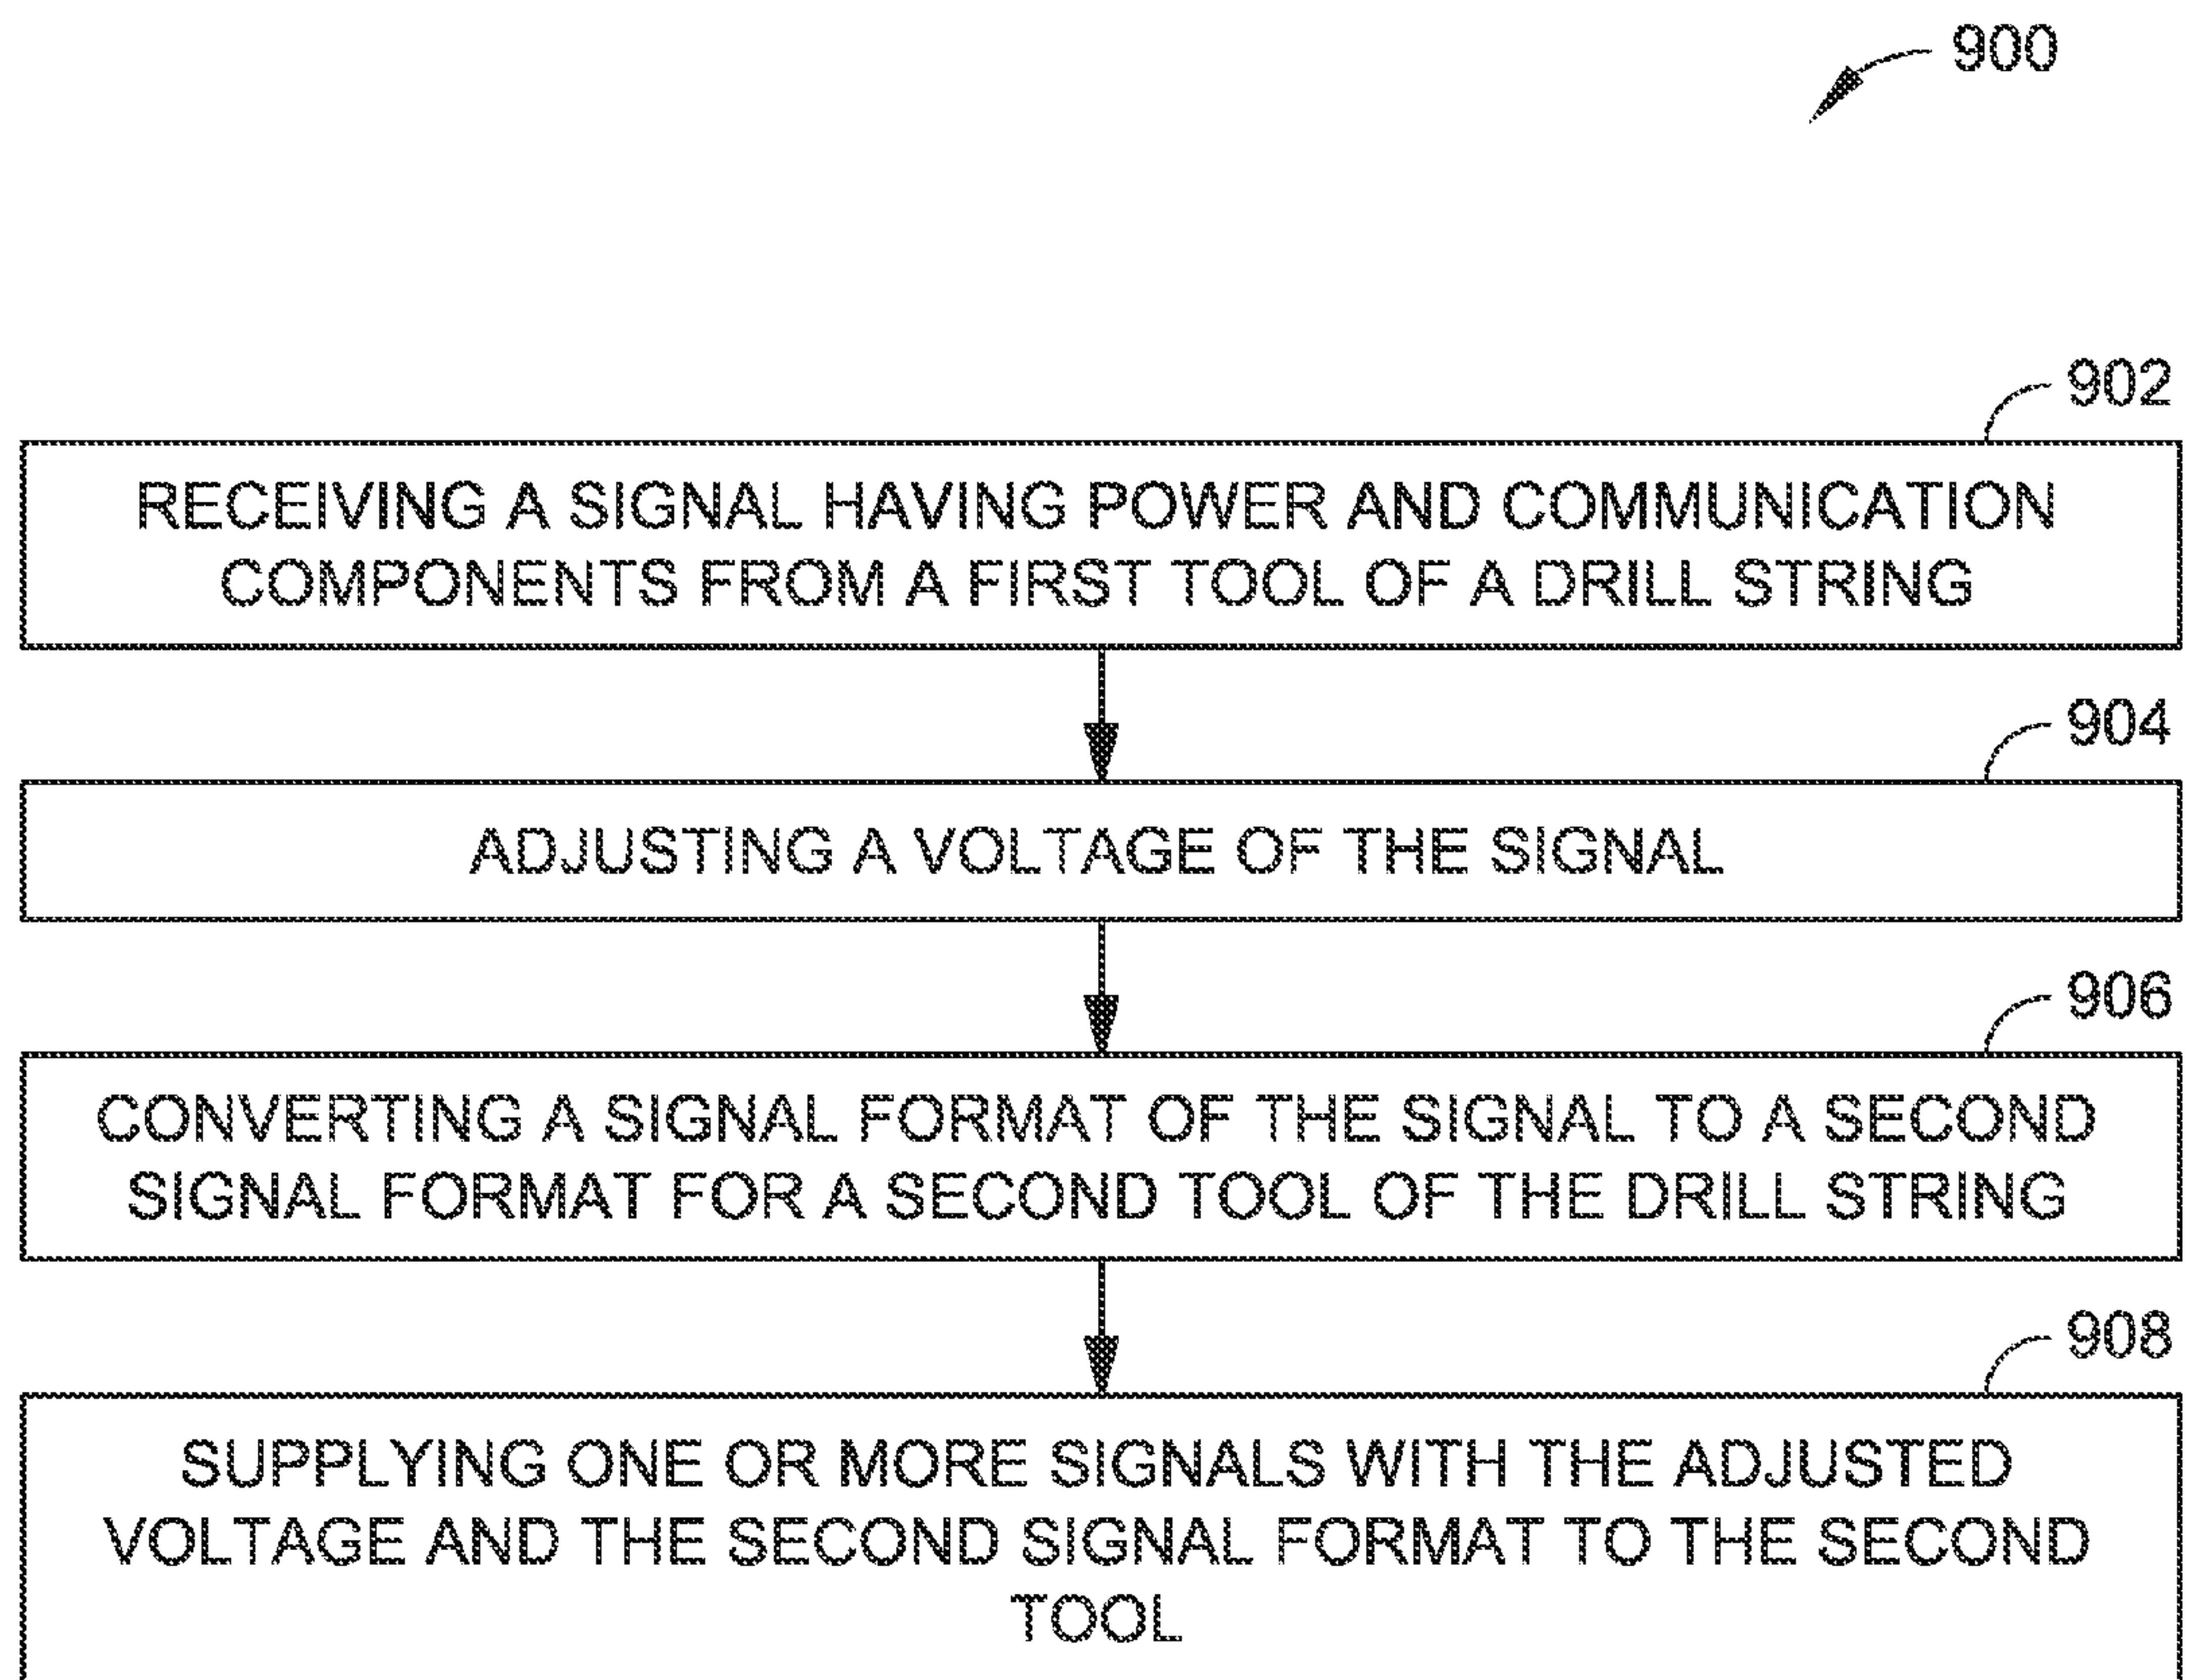 900
902
RECEIVING A SIGNAL HAVING POWER AND COMMUNICATION
COMPONENTS FROM A FIRST TOOL OF A DRILL STRING
904
ADJUSTING A VOLTAGE OF THE SIGNAL
906
CONVERTING A SIGNAL FORMAT OF THE SIGNAL TO A SECOND
SIGNAL FORMAT FOR A SECOND TOOL OF THE DRILL STRING
908
SUPPLYING ONE OR MORE SIGNALS WITH THE ADJUSTED
VOLTAGE AND THE SECOND SIGNAL FORMAT TO THE SECOND
TOOL